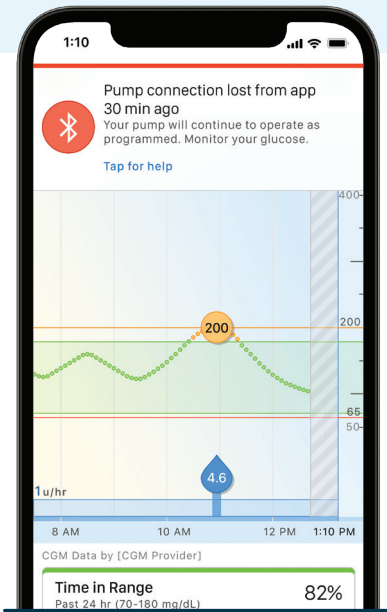 1:10
Pump connection lost from app
30 min ago
Your pump will continue to operate as
programmed. Monitor your glucose.
Tap for help
400
200
200
65
50
4.6
1u/hr
8 AM 10 AM 12 PM 1:10 PM
CGM Data by [CGM Provider]
Time in Range
82%
Past 24 hr (70-180 mg/dL)